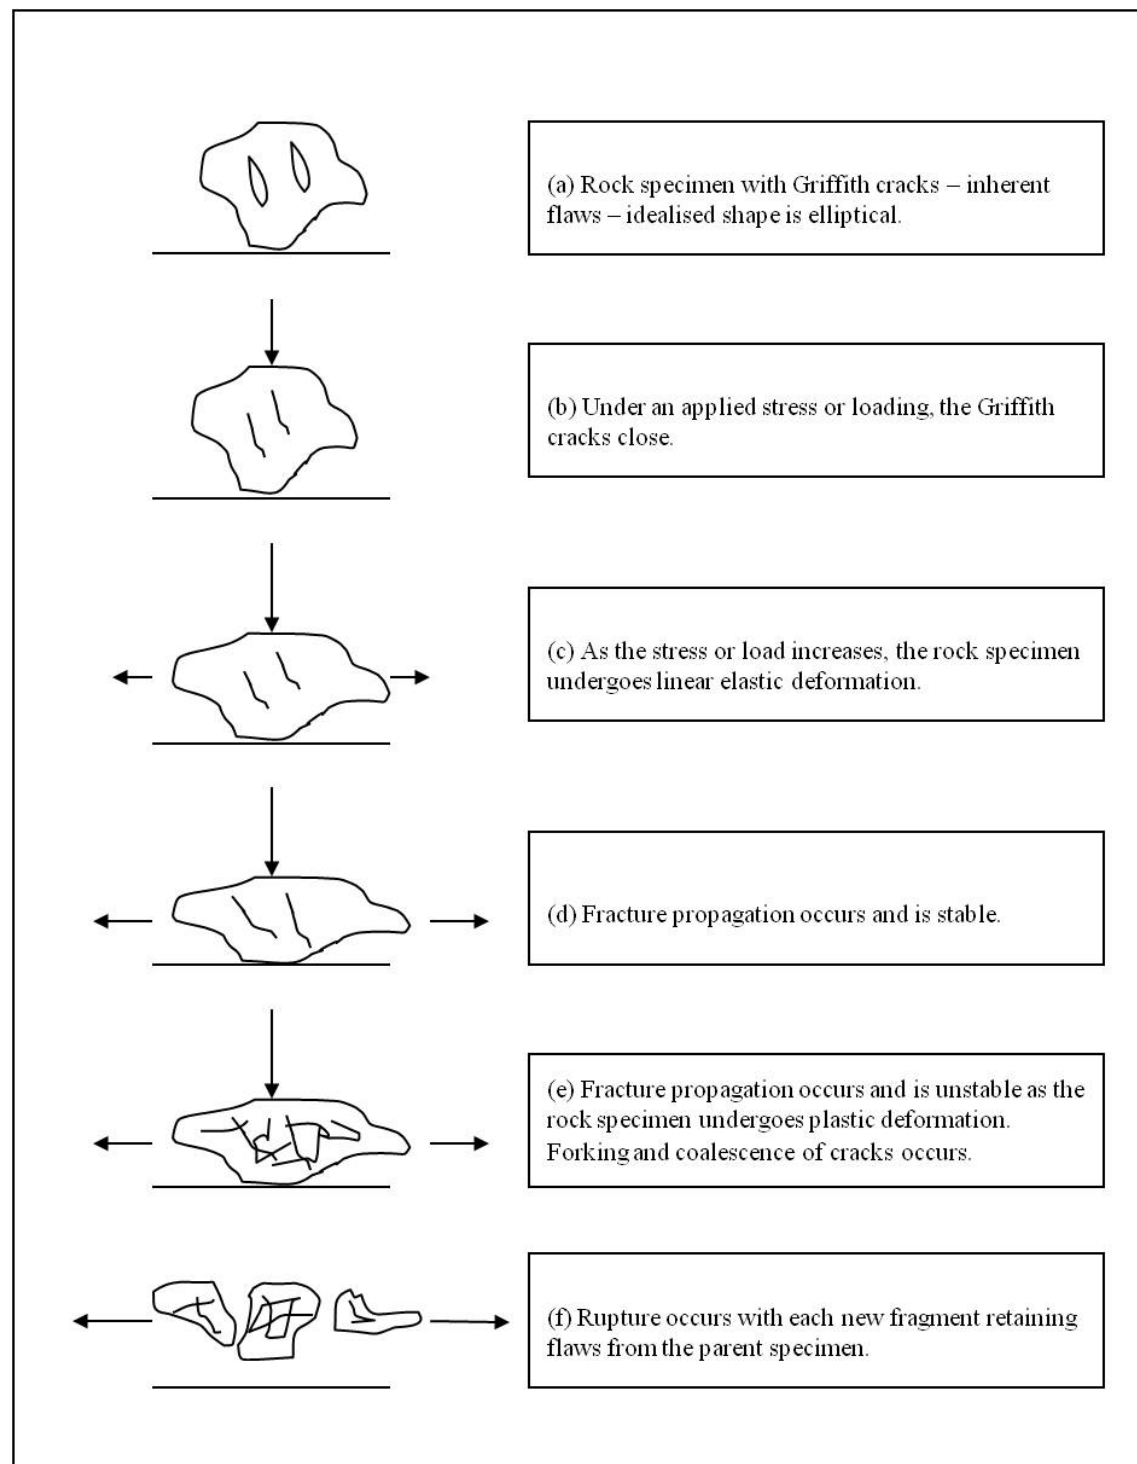 (a) Rock specimen with Griffith cracks – inherent
flaws – idealised shape is elliptical.
(b) Under an applied stress or loading, the Griffith
cracks close.
(c) As the stress or load increases, the rock specimen
undergoes linear elastic deformation.
(d) Fracture propagation occurs and is stable.
(e) Fracture propagation occurs and is unstable as the
rock specimen undergoes plastic deformation.
Forking and coalescence of cracks occurs.
(f) Rupture occurs with each new fragment retaining
flaws from the parent specimen.